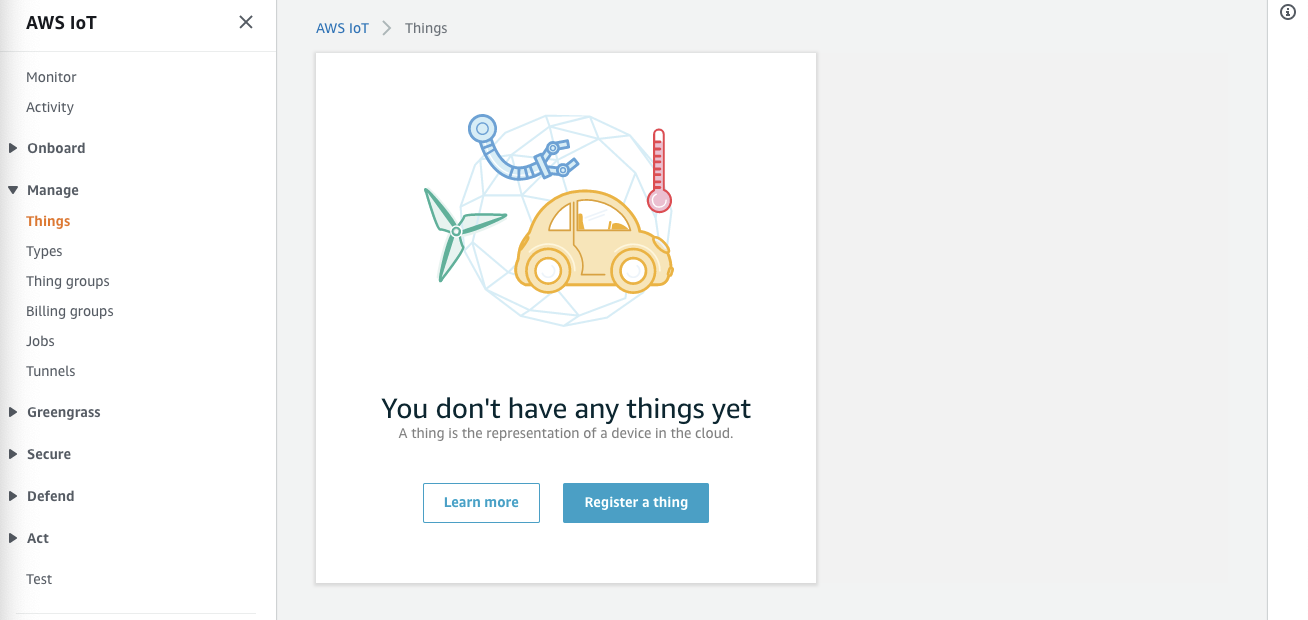 AWS IoT
Monitor
Activity
Onboard
Manage
Things
Types
Thing groups
Billing groups
Jobs
Tunnels
Greengrass
Secure
Defend
Act
Test
AWS IoT Things
You don't have any things yet
A thing is the representation of a device in the cloud.
Learn more Register a thing